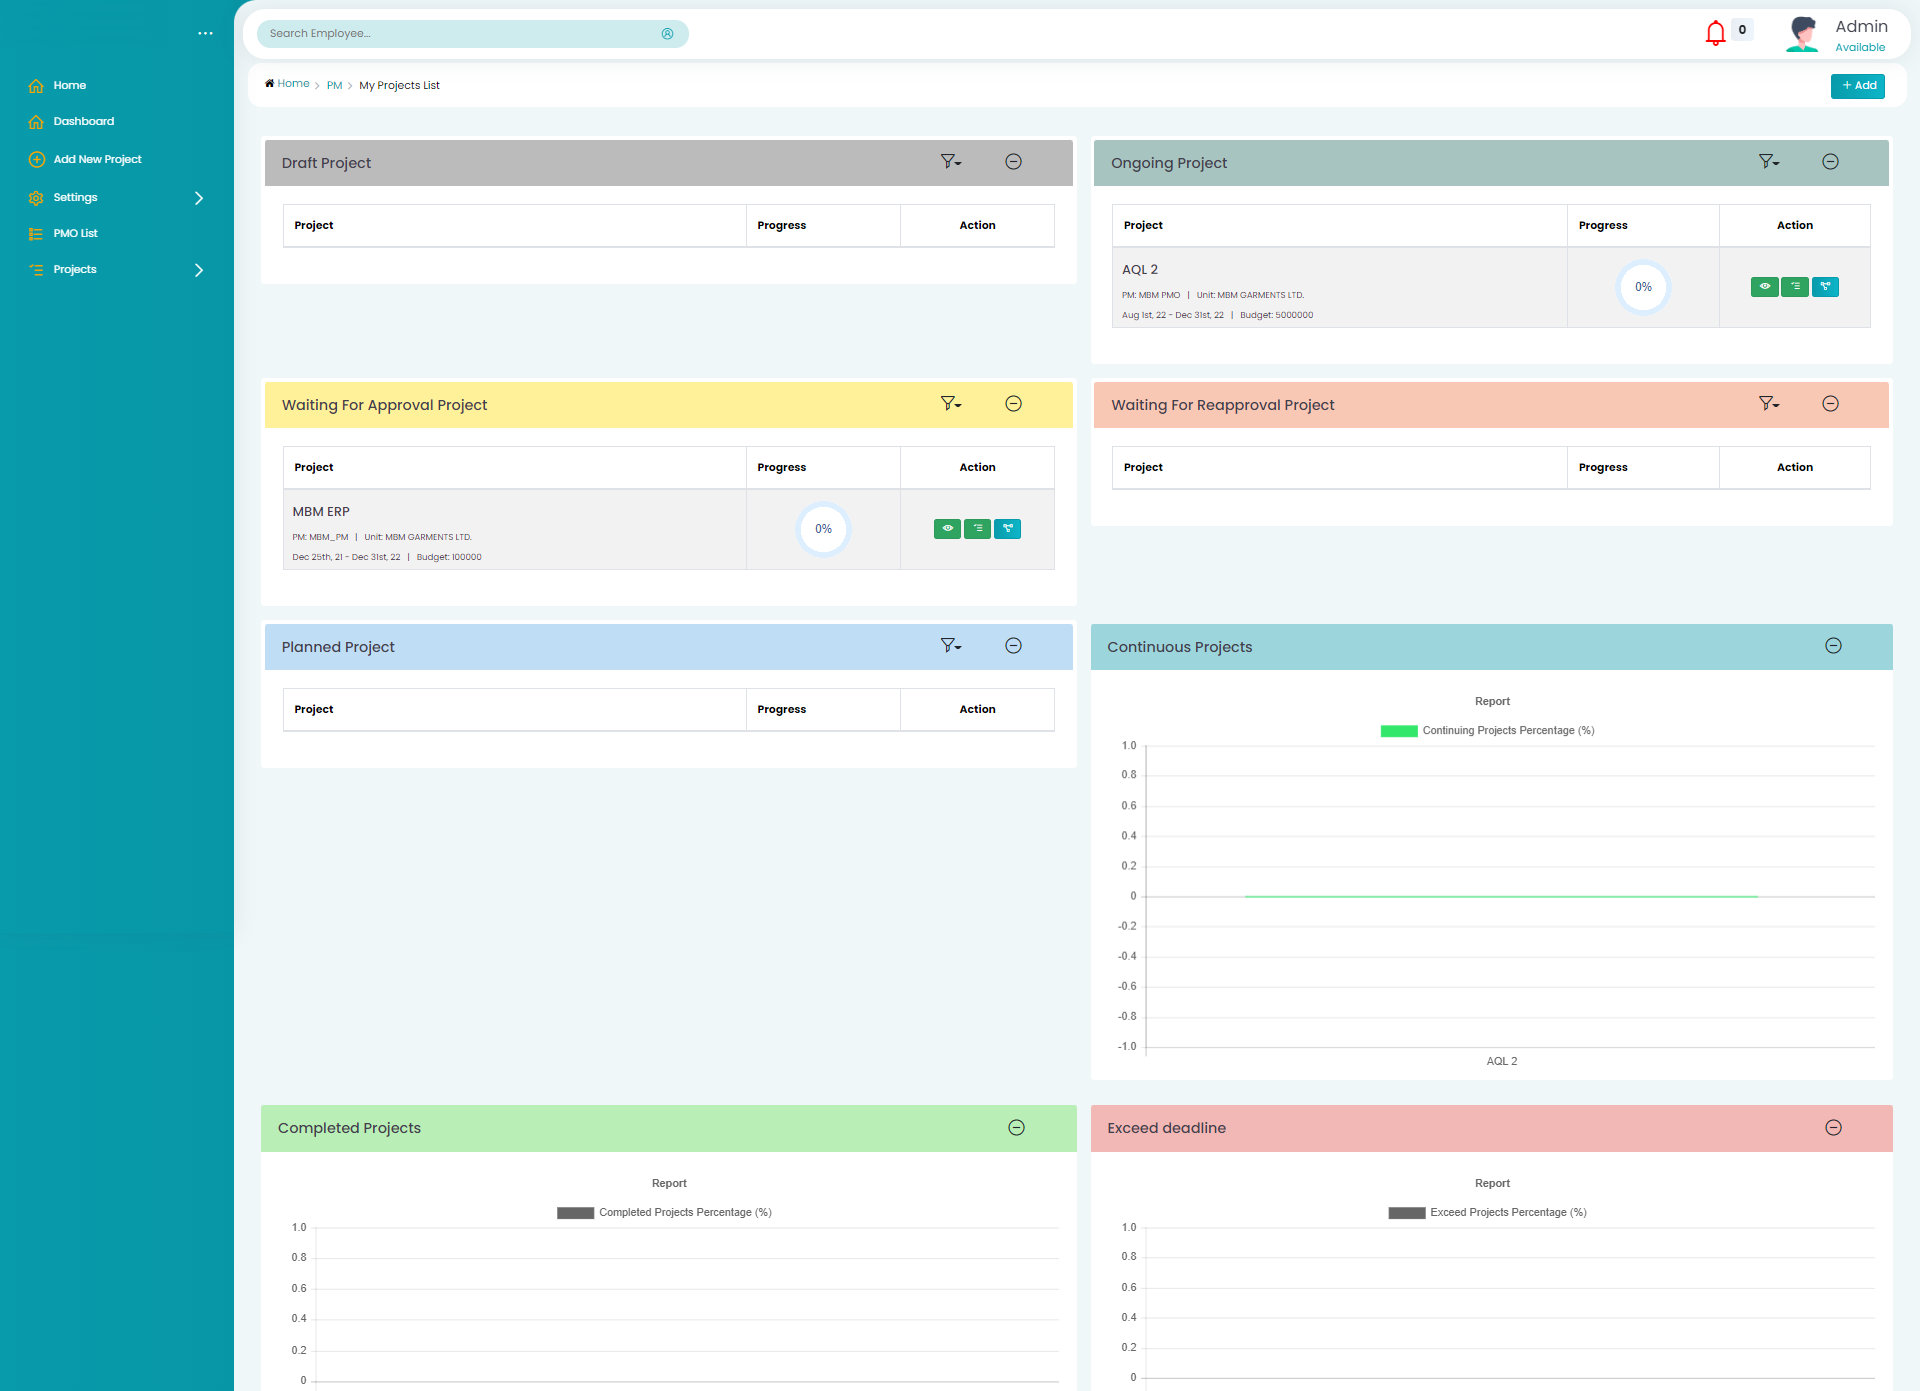 ...
Home
Dashboard
Add New Project
Settings
PMO List
Projects
Search Employee...
0
Admin
Available
Home > PM > My Projects List
+ Add
Draft Project
Project Progress Action
Ongoing Project
Project Progress Action
AQL 2
PM: MBM PMO | Unit: MBM GARMENTS LTD.
Aug 1st, 22 - Dec 31st, 22 | Budget: 5000000
0%
Waiting For Approval Project
Project Progress Action
MBM ERP
PM: MBM_PM | Unit: MBM GARMENTS LTD.
Dec 25th, 21 - Dec 31st, 22 | Budget: 100000
0%
Waiting For Reapproval Project
Project Progress Action
Planned Project
Project Progress Action
Continuous Projects
Report
Continuing Projects Percentage (%)
1.0
0.8
0.6
0.4
0.2
0
-0.2
-0.4
-0.6
-0.8
-1.0
AQL 2
Completed Projects
Report
Completed Projects Percentage (%)
1.0
0.8
0.6
0.4
0.2
0
Exceed deadline
Report
Exceed Projects Percentage (%)
1.0
0.8
0.6
0.4
0.2
0